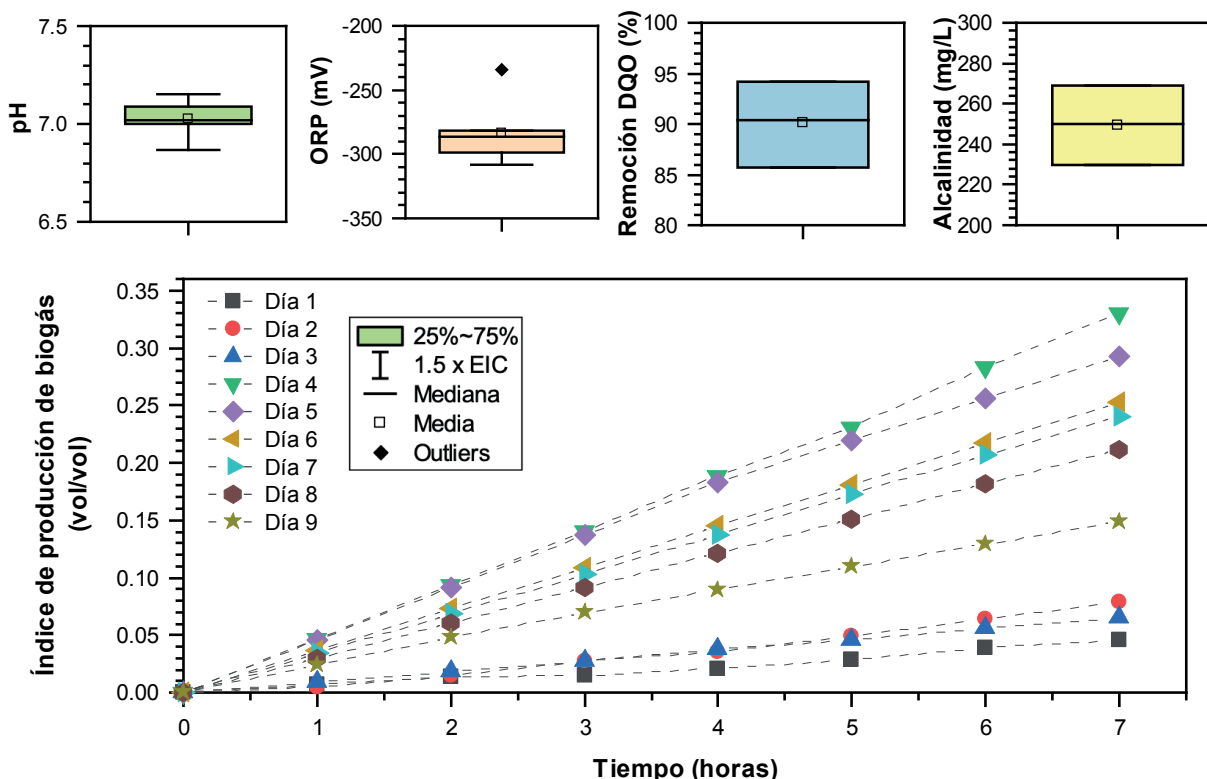 pH
7.5
7.0
6.5
ORP (mV)
-200
-250
-300
-350
Remoción DQO (%)
100
95
90
85
80
Alcalinidad (mg/L)
300
280
260
240
220
200
Índice de producción de biogás
(vol/vol)
0.35
0.30
0.25
0.20
0.15
0.10
0.05
0.00
Día 1
Día 2
Día 3
Día 4
Día 5
Día 6
Día 7
Día 8
Día 9
25%~75%
1.5 x EIC
Mediana
Media
Outliers
0 1 2 3 4 5 6 7
Tiempo (horas)